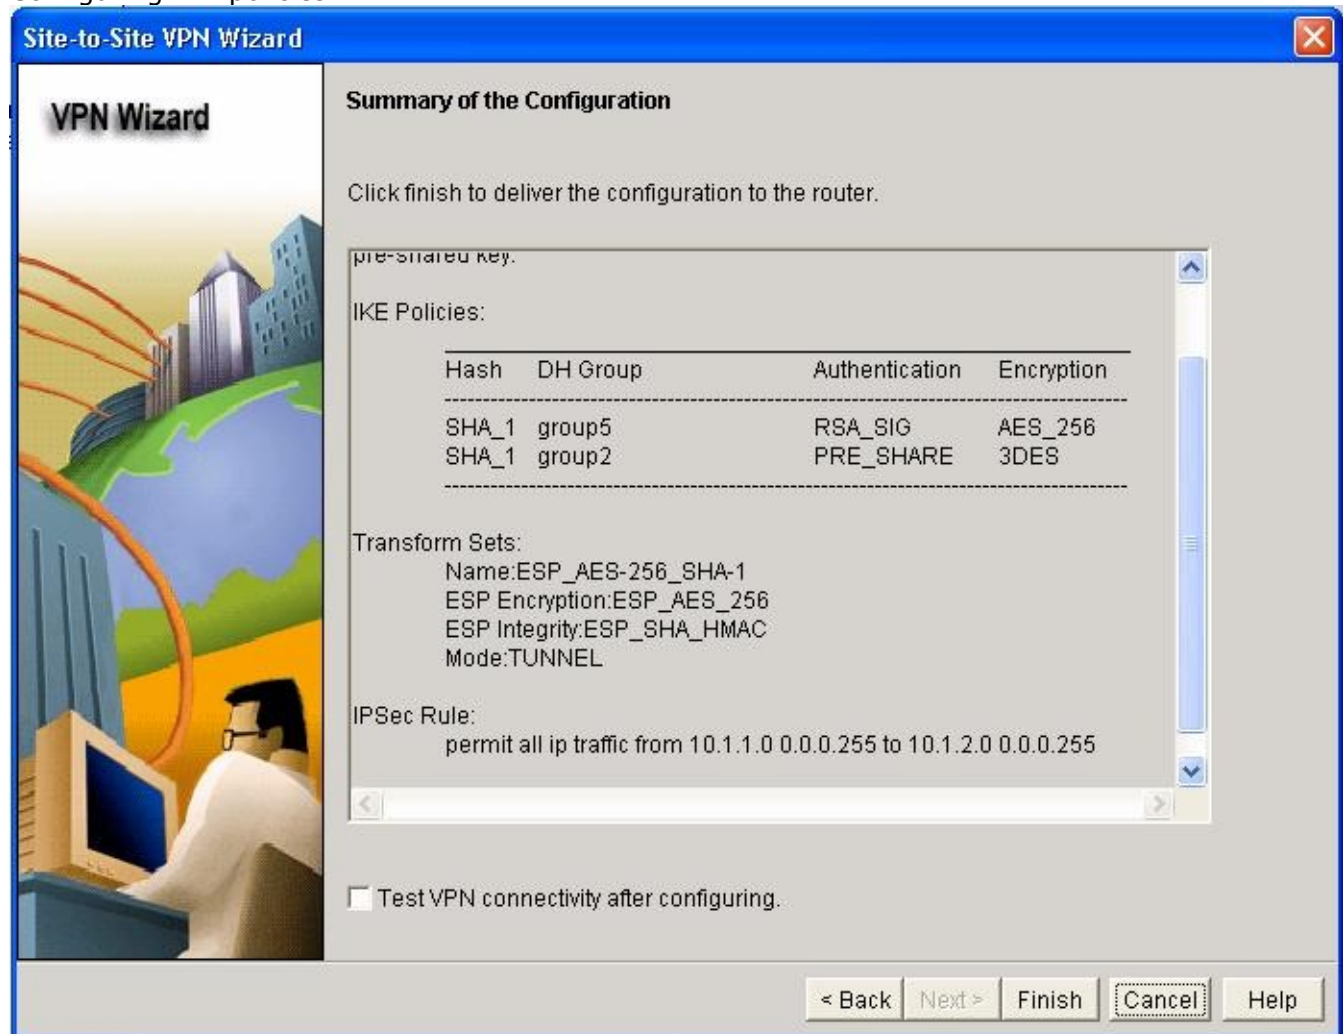 Site-to-Site VPN Wizard
VPN Wizard
Summary of the Configuration
Click finish to deliver the configuration to the router.
pre-shared key:
IKE Policies:
Hash DH Group Authentication Encryption
------------------------------------------------------------
SHA_1 group5 RSA_SIG AES_256
SHA_1 group2 PRE_SHARE 3DES
------------------------------------------------------------
Transform Sets:
Name:ESP_AES-256_SHA-1
ESP Encryption:ESP_AES_256
ESP Integrity:ESP_SHA_HMAC
Mode:TUNNEL
IPSec Rule:
permit all ip traffic from 10.1.1.0 0.0.0.255 to 10.1.2.0 0.0.0.255
Test VPN connectivity after configuring.
< Back Next > Finish Cancel Help